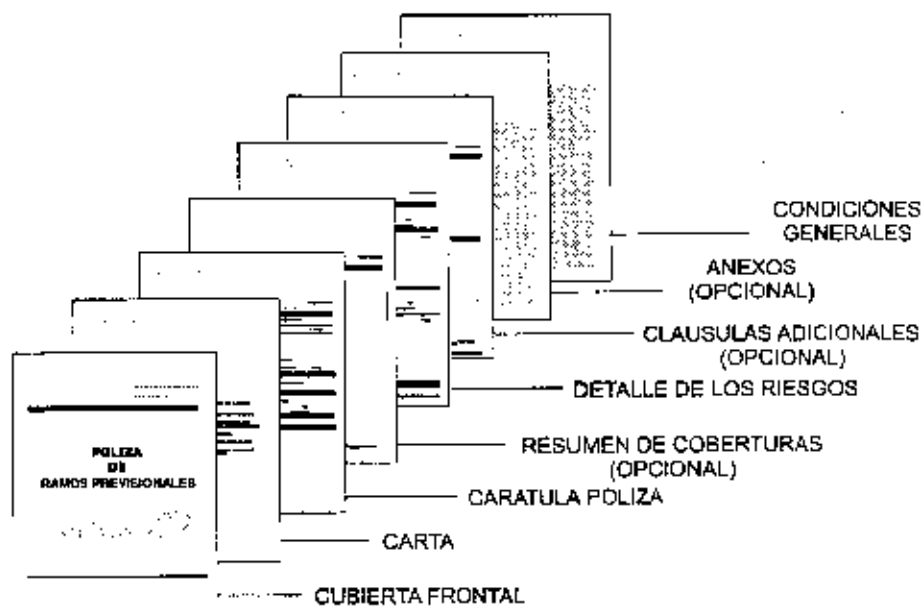 CONDICIONES
GENERALES
ANEXOS
(OPCIONAL)
CLAUSULAS ADICIONALES
(OPCIONAL)
DETALLE DE LOS RIESGOS
RESUMEN DE COBERTURAS
(OPCIONAL)
CARATULA POLIZA
CARTA
CUBIERTA FRONTAL
POLIZA
DE
RAMOS PREVISIONALES